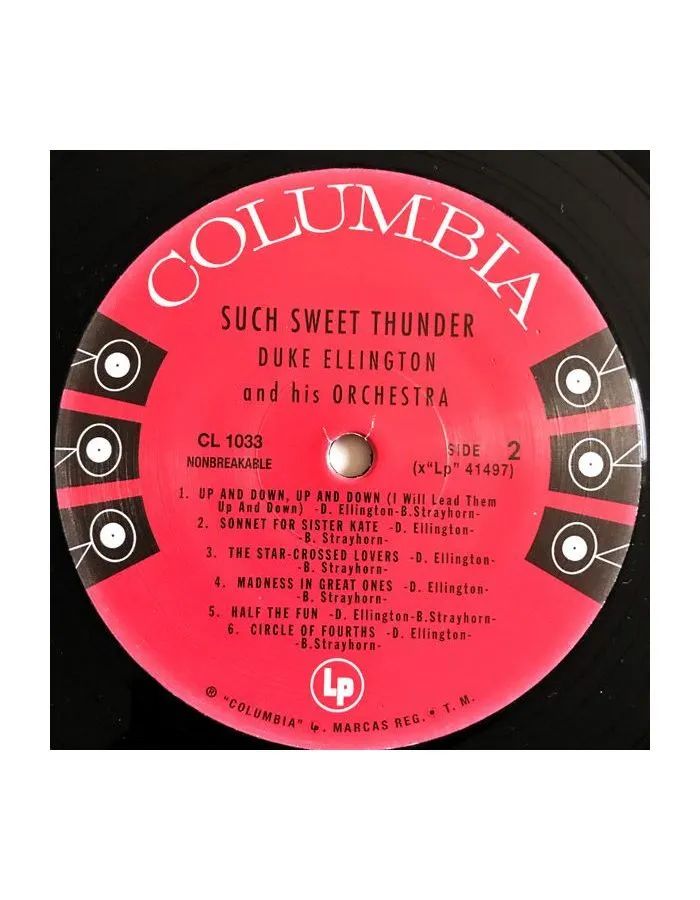 COLUMBIA
SUCH SWEET THUNDER
DUKE ELLINGTON
and his ORCHESTRA
CL 1033
NONBREAKABLE
SIDE 2
(x"Lp" 41497)
1. UP AND DOWN, UP AND DOWN (I Will Lead Them
Up And Down) -D. Ellington-B.Strayhorn-
2. SONNET FOR SISTER KATE -D. Ellington-
-B. Strayhorn-
3. THE STAR-CROSSED LOVERS -D. Ellington-
-B. Strayhorn-
4. MADNESS IN GREAT ONES -D. Ellington-
-B. Strayhorn-
5. HALF THE FUN -D. Ellington-B.Strayhorn-
6. CIRCLE OF FOURTHS -D. Ellington-
-B.Strayhorn-
Lp
® "COLUMBIA" Lp. MARCAS REG. * T. M.